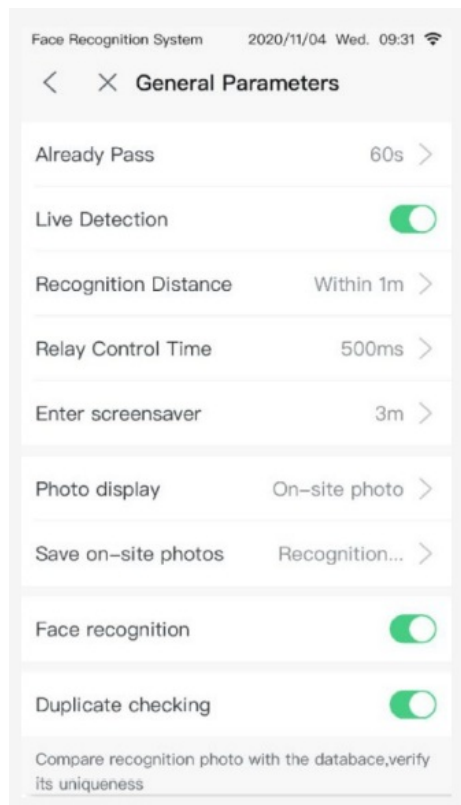 Face Recognition System 2020/11/04 Wed. 09:31
General Parameters
Already Pass 60s
Live Detection
Recognition Distance Within 1m
Relay Control Time 500ms
Enter screensaver 3m
Photo display On-site photo
Save on-site photos Recognition...
Face recognition
Duplicate checking
Compare recognition photo with the databace,verify
its uniqueness